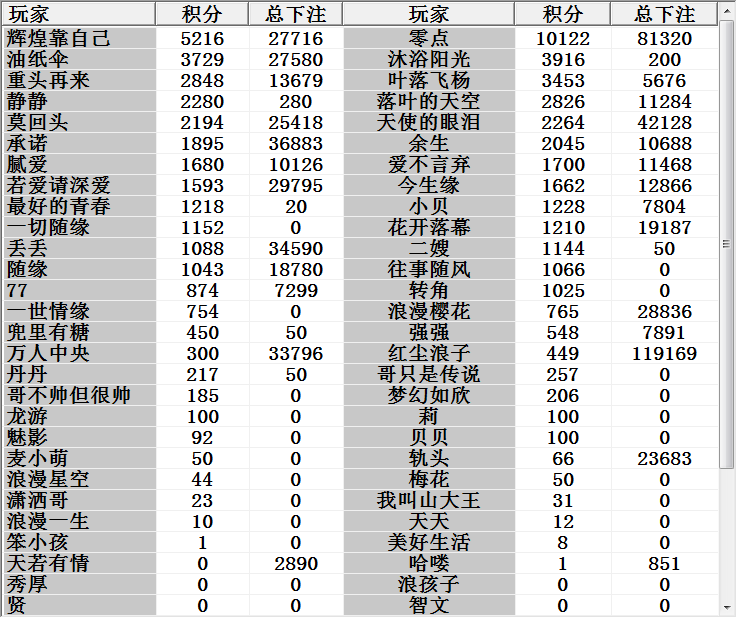 玩家 积分 总下注 玩家 积分 总下注
辉煌靠自己 5216 27716 零点 10122 81320
油纸伞 3729 27580 沐浴阳光 3916 200
重头再来 2848 13679 叶落飞杨 3453 5676
静静 2280 280 落叶的天空 2826 11284
莫回头 2194 25418 天使的眼泪 2264 42128
承诺 1895 36883 余生 2045 10688
腻爱 1680 10126 爱不言弃 1700 11468
若爱请深爱 1593 29795 今生缘 1662 12866
最好的青春 1218 20 小贝 1228 7804
一切随缘 1152 0 花开落幕 1210 19187
丢丢 1088 34590 二嫂 1144 50
随缘 1043 18780 往事随风 1066 0
77 874 7299 转角 1025 0
一世情缘 754 0 浪漫樱花 765 28836
兜里有糖 450 50 强强 548 7891
万人中央 300 33796 红尘浪子 449 119169
丹丹 217 50 哥只是传说 257 0
哥不帅但很帅 185 0 梦幻如欣 206 0
龙游 100 0 莉 100 0
魅影 92 0 贝贝 100 0
麦小萌 50 0 轨头 66 23683
浪漫星空 44 0 梅花 50 0
潇洒哥 23 0 我叫山大王 31 0
浪漫一生 10 0 天天 12 0
笨小孩 1 0 美好生活 8 0
天若有情 0 2890 哈喽 1 851
秀厚 0 0 浪孩子 0 0
贤 0 0 智文 0 0